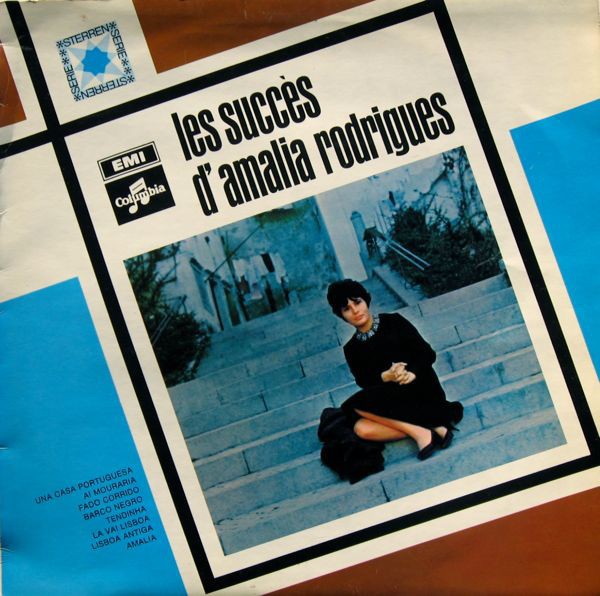 *STERREN*
SERIE
*STERREN*
SERIE
EMI
Columbia
les succès
d'amalia rodrigues
UNA CASA PORTUGUESA
AI MOURARIA
FADO CORRIDO
BARCO NEGRO
TENDINHA
LA VAI LISBOA
LISBOA ANTIGA
AMALIA